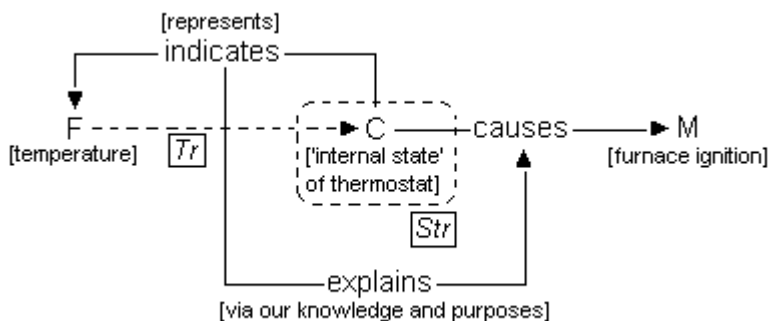 [represents]
indicates
F C causes M
[temperature] Tr ['internal state' [furnace ignition]
of thermostat]
Str
explains
[via our knowledge and purposes]